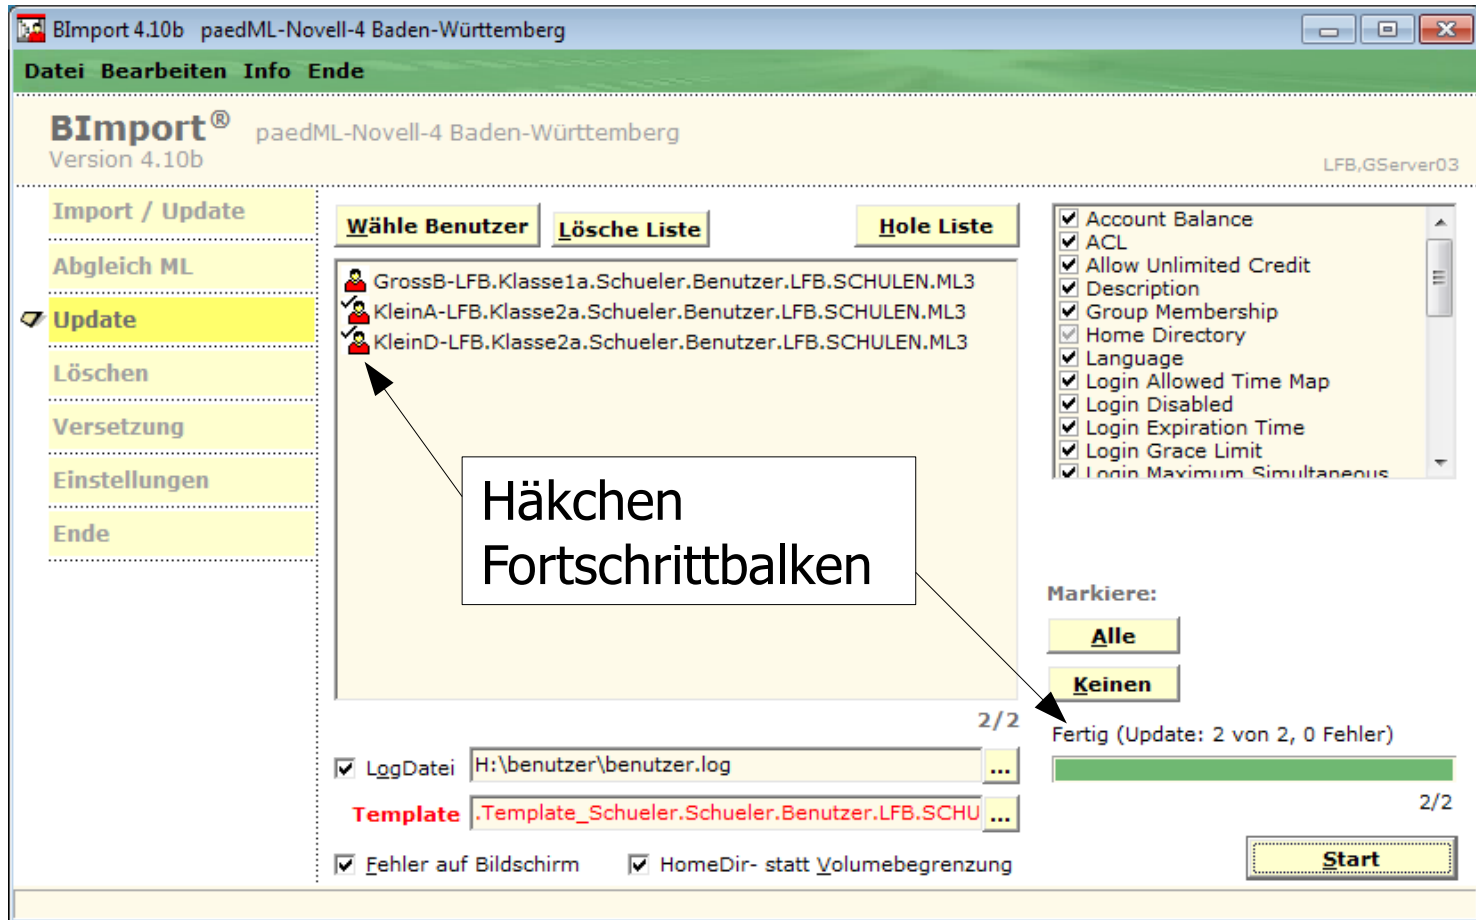 BImport 4.10b paedML-Novell-4 Baden-Württemberg
Datei Bearbeiten Info Ende
BImport® paedML-Novell-4 Baden-Württemberg
Version 4.10b
LFB,GServer03
Import / Update
Abgleich ML
Update
Löschen
Versetzung
Einstellungen
Ende
Wähle Benutzer Lösche Liste Hole Liste
GrossB-LFB.Klasse1a.Schueler.Benutzer.LFB.SCHULEN.ML3
KleinA-LFB.Klasse2a.Schueler.Benutzer.LFB.SCHULEN.ML3
KleinD-LFB.Klasse2a.Schueler.Benutzer.LFB.SCHULEN.ML3
Häkchen
Fortschrittbalken
2/2
LogDatei H:\benutzer\benutzer.log ...
Template .Template_Schueler.Schueler.Benutzer.LFB.SCHU ...
Fehler auf Bildschirm HomeDir- statt Volumebegrenzung
Account Balance
ACL
Allow Unlimited Credit
Description
Group Membership
Home Directory
Language
Login Allowed Time Map
Login Disabled
Login Expiration Time
Login Grace Limit
Login Maximum Simultaneous
Markiere:
Alle
Keinen
Fertig (Update: 2 von 2, 0 Fehler)
2/2
Start